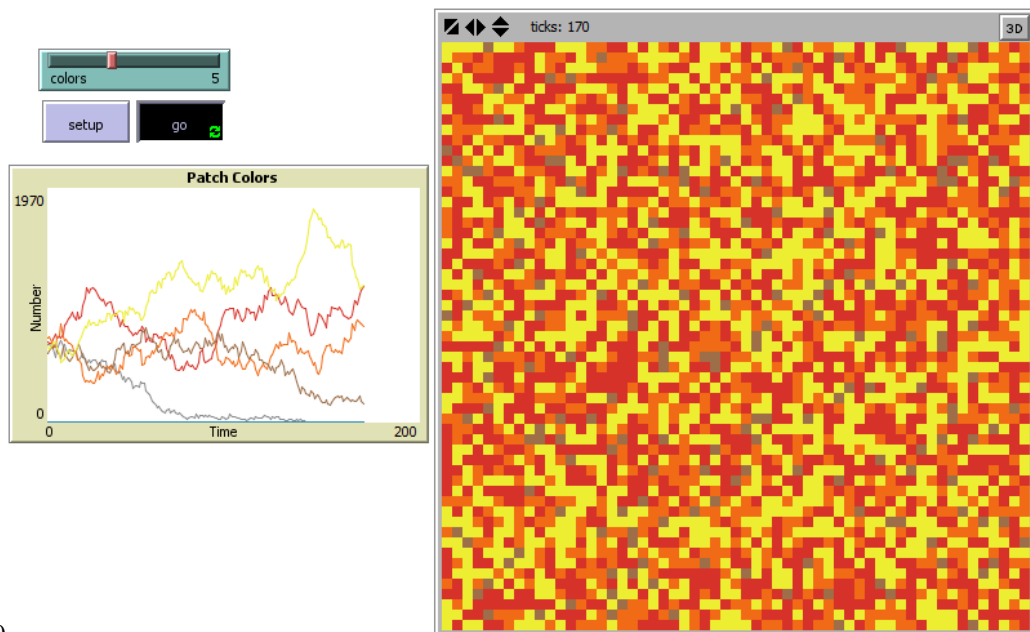 ticks: 170
3D
colors 5
setup
go
Patch Colors
1970
Number
0
0 Time 200
)